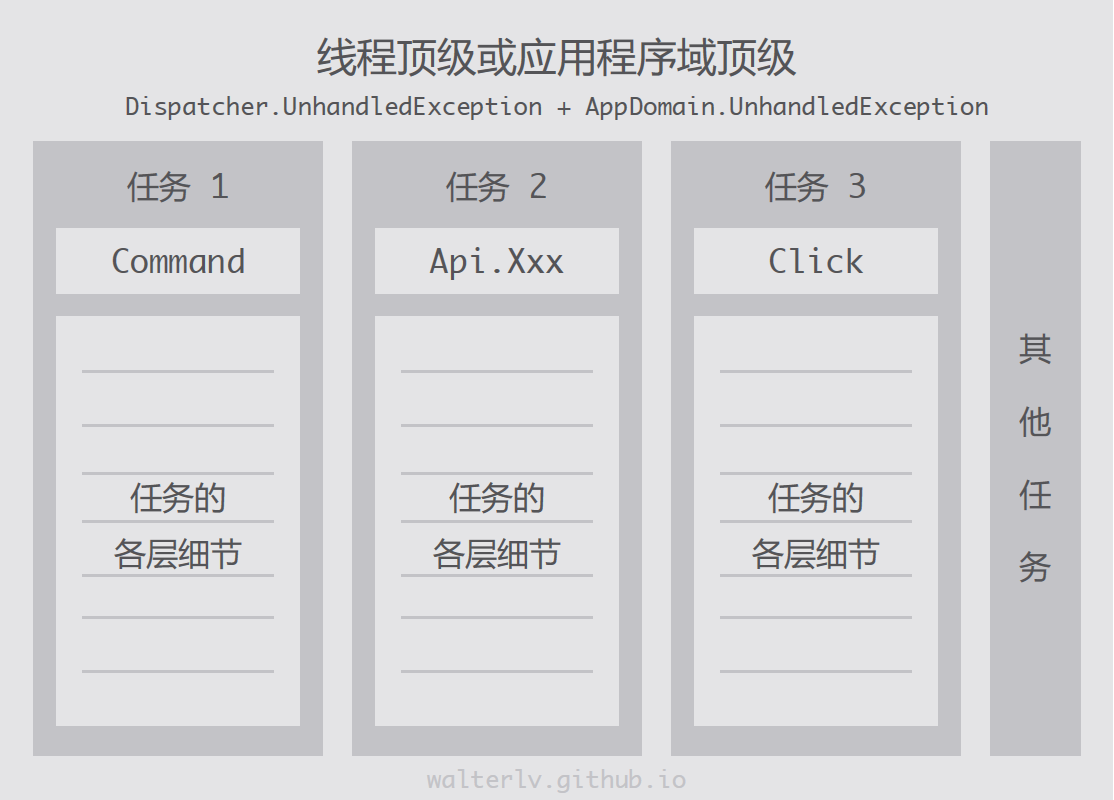 线程顶级或应用程序域顶级
Dispatcher.UnhandledException + AppDomain.UnhandledException
任务 1
Command
任务的
各层细节
任务 2
Api.Xxx
任务的
各层细节
任务 3
Click
任务的
各层细节
其
他
任
务
walterlv.github.io